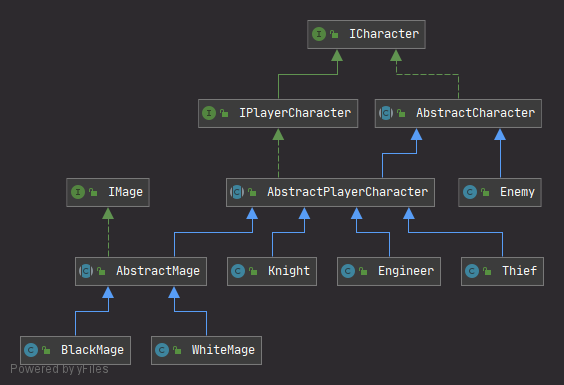 I ICharacter
I IPlayerCharacter
C AbstractCharacter
I IMage
C AbstractPlayerCharacter
C Enemy
C AbstractMage
C Knight
C Engineer
C Thief
C BlackMage
C WhiteMage
Powered by yFiles